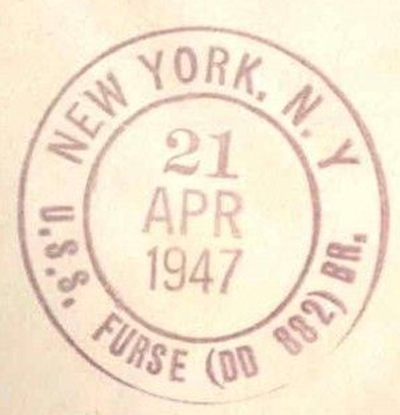 NEW YORK, N.Y
21
APR
1947
U.S.S. FURSE (DD 882) BR.